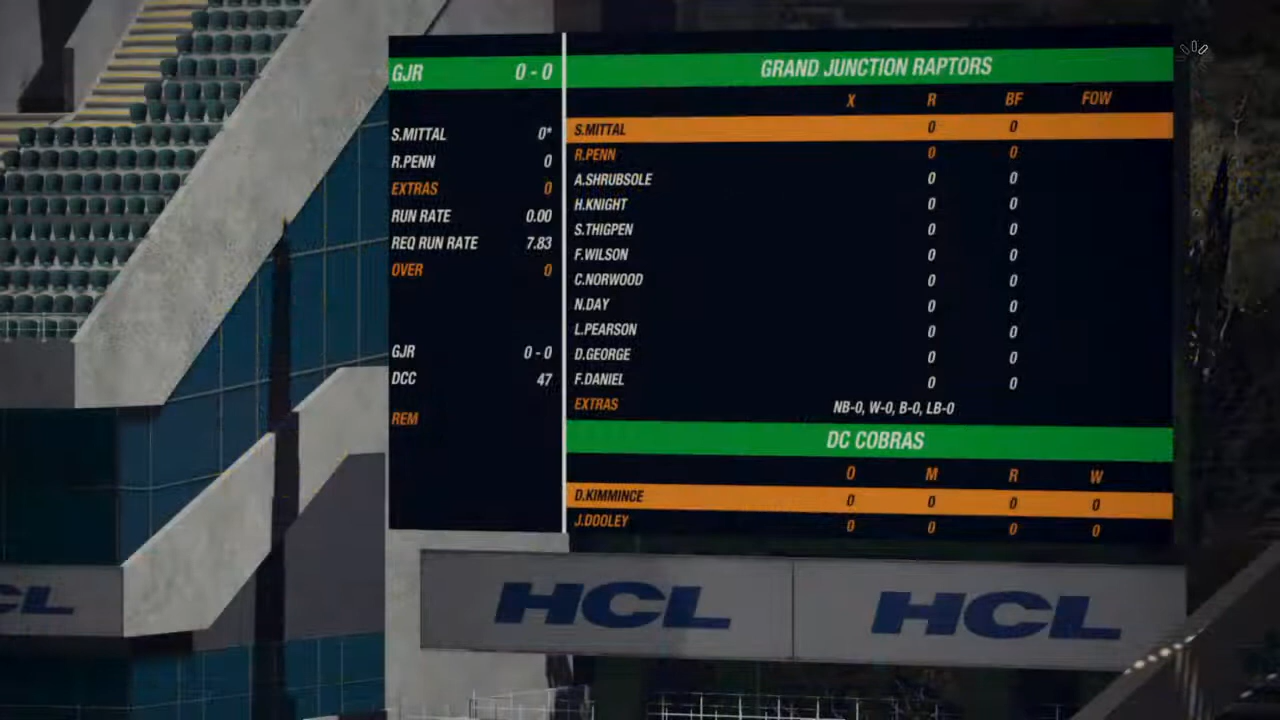 GJR 0 - 0
S.MITTAL 0*
R.PENN 0
EXTRAS 0
RUN RATE 0.00
REQ RUN RATE 7.83
OVER 0
GJR 0 - 0
DCC 47
REM
GRAND JUNCTION RAPTORS
X R BF FOW
S.MITTAL 0 0
R.PENN 0 0
A.SHRUBSOLE 0 0
H.KNIGHT 0 0
S.THIGPEN 0 0
F.WILSON 0 0
C.NORWOOD 0 0
N.DAY 0 0
L.PEARSON 0 0
D.GEORGE 0 0
F.DANIEL 0 0
EXTRAS NB-0, W-0, B-0, LB-0
DC COBRAS
O M R W
D.KIMMINCE 0 0 0 0
J.DOOLEY 0 0 0 0
HCL HCL
CL